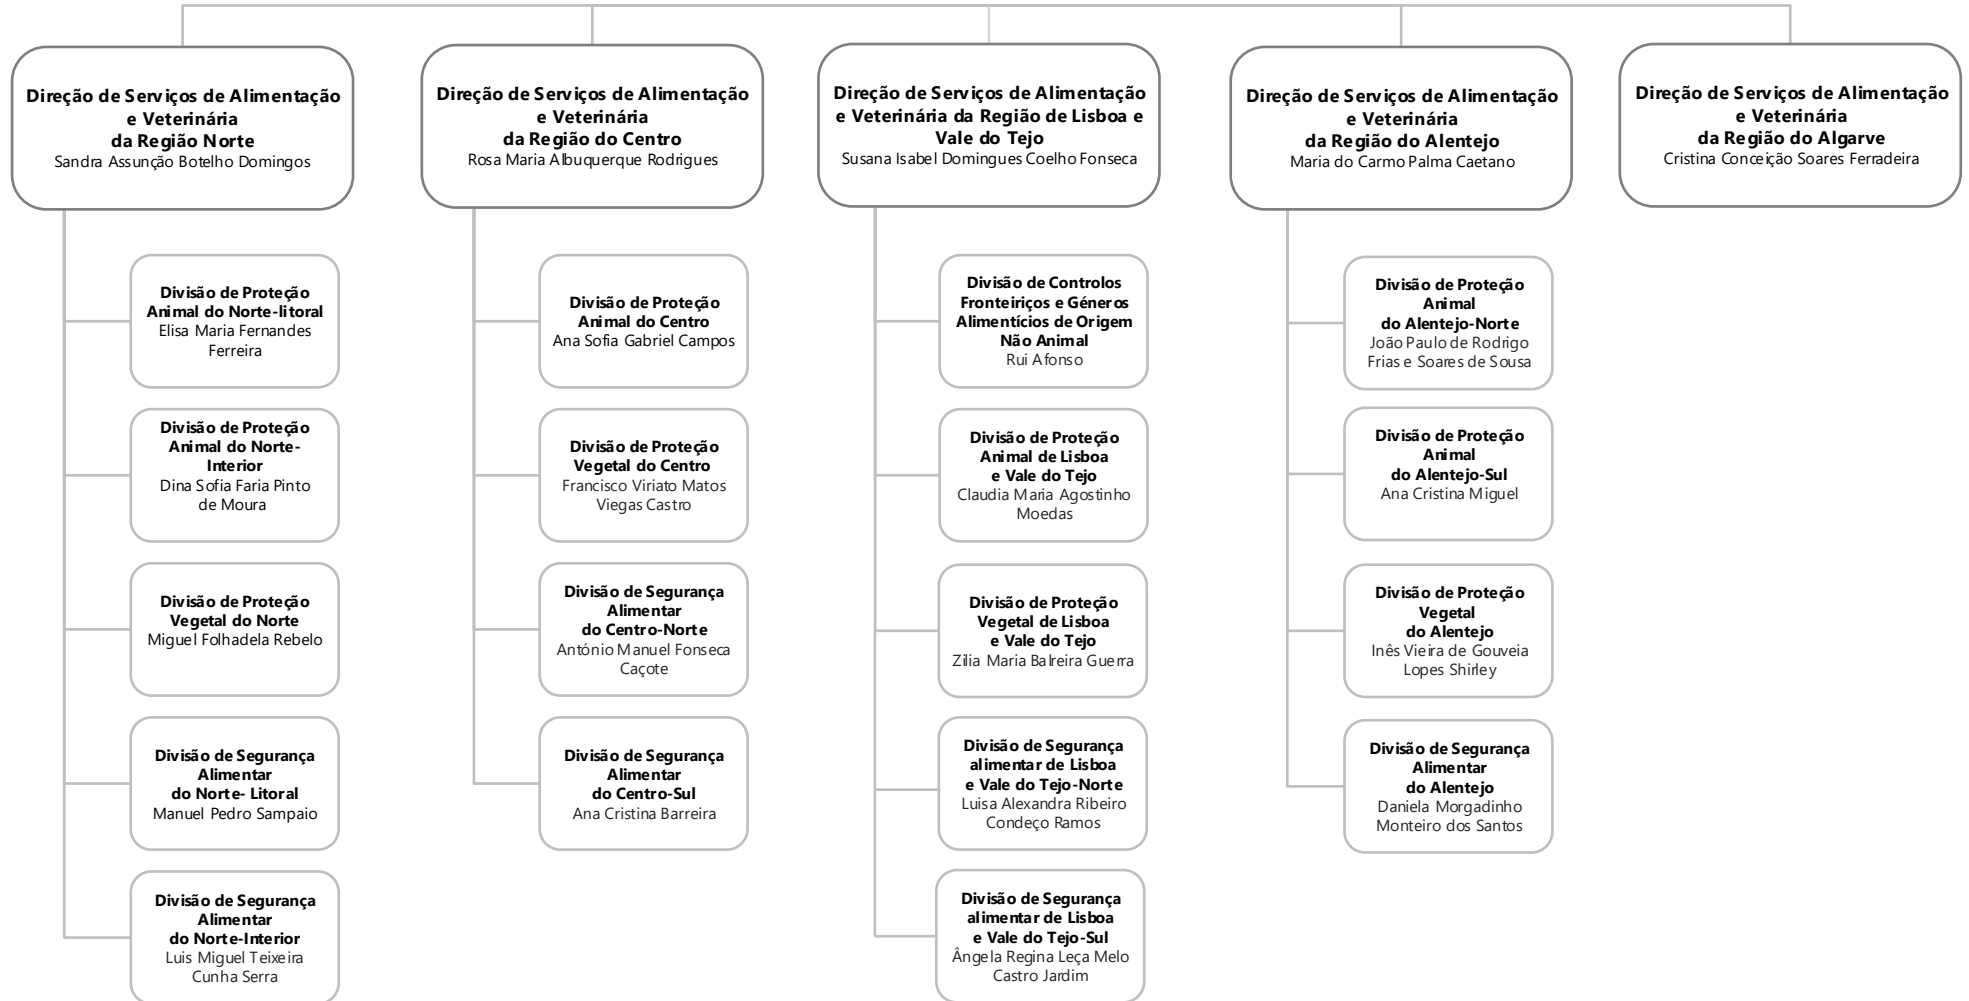 Direção de Serviços de Alimentação
e Veterinária
da Região Norte
Sandra Assunção Botelho Domingos
Divisão de Proteção
Animal do Norte-litoral
Elisa Maria Fernandes
Ferreira
Divisão de Proteção
Animal do Norte-
Interior
Dina Sofia Faria Pinto
de Moura
Divisão de Proteção
Vegetal do Norte
Miguel Folhadela Rebelo
Divisão de Segurança
Alimentar
do Norte- Litoral
Manuel Pedro Sampaio
Divisão de Segurança
Alimentar
do Norte-Interior
Luis Miguel Teixeira
Cunha Serra
Direção de Serviços de Alimentação
e Veterinária
da Região do Centro
Rosa Maria Albuquerque Rodrigues
Divisão de Proteção
Animal do Centro
Ana Sofia Gabriel Campos
.
Divisão de Proteção
Vegetal do Centro
Francisco Viriato Matos
Viegas Castro
Divisão de Segurança
Alimentar
do Centro-Norte
António Manuel Fonseca
Caçote
Divisão de Segurança
Alimentar
do Centro-Sul
Ana Cristina Barreira
Direção de Serviços de Alimentação
e Veterinária da Região de Lisboa e
Vale do Tejo
Susana Isabel Domingues Coelho Fonseca
Divisão de Controlos
Fronteiriços e Géneros
Alimentícios de Origem
Não Animal
Rui Afonso
Divisão de Proteção
Animal de Lisboa
e Vale do Tejo
Claudia Maria Agostinho
Moedas
Divisão de Proteção
Vegetal de Lisboa
e Vale do Tejo
Zilia Maria Balreira Guerra
Divisão de Segurança
alimentar de Lisboa
e Vale do Tejo-Norte
Luisa Alexandra Ribeiro
Condeço Ramos
Divisão de Segurança
alimentar de Lisboa
e Vale do Tejo-Sul
Ângela Regina Leça Melo
Castro Jardim
Direção de Serviços de Alimentação
e Veterinária
da Região do Alentejo
Maria do Carmo Palma Caetano
Divisão de Proteção
Animal
do Alentejo-Norte
João Paulo de Rodrigo
Frias e Soares de Sousa
Divisão de Proteção
Animal
do Alentejo-Sul
Ana Cristina Miguel
Divisão de Proteção
Vegetal
do Alentejo
Inês Vieira de Gouveia
Lopes Shirley
Divisão de Segurança
Alimentar
do Alentejo
Daniela Morgadinho
Monteiro dos Santos
Direção de Serviços de Alimentação
e Veterinária
da Região do Algarve
Cristina Conceição Soares Ferradeira